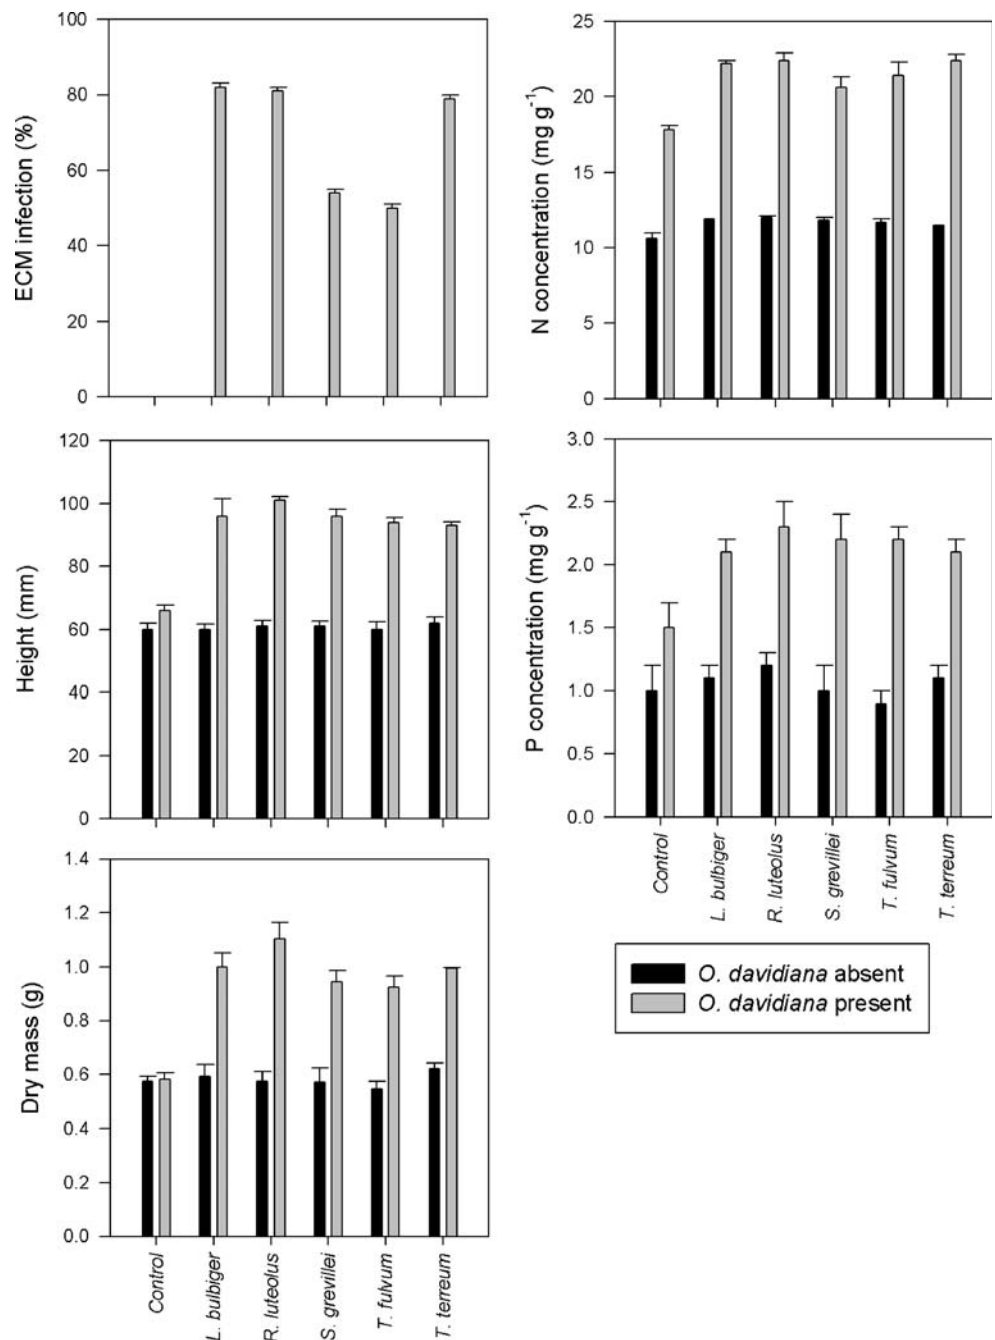 100
80
60
40
20
0
ECM infection (%)
25
20
15
10
5
0
N concentration (mg g⁻¹)
120
100
80
60
40
20
0
Height (mm)
3.0
2.5
2.0
1.5
1.0
0.5
0.0
P concentration (mg g⁻¹)
Control
L. bulbiger
R. luteolus
S. grevillei
T. fulvum
T. terreum
1.4
1.2
1.0
0.8
0.6
0.4
0.2
0.0
Dry mass (g)
Control
L. bulbiger
R. luteolus
S. grevillei
T. fulvum
T. terreum
O. davidiana absent
O. davidiana present